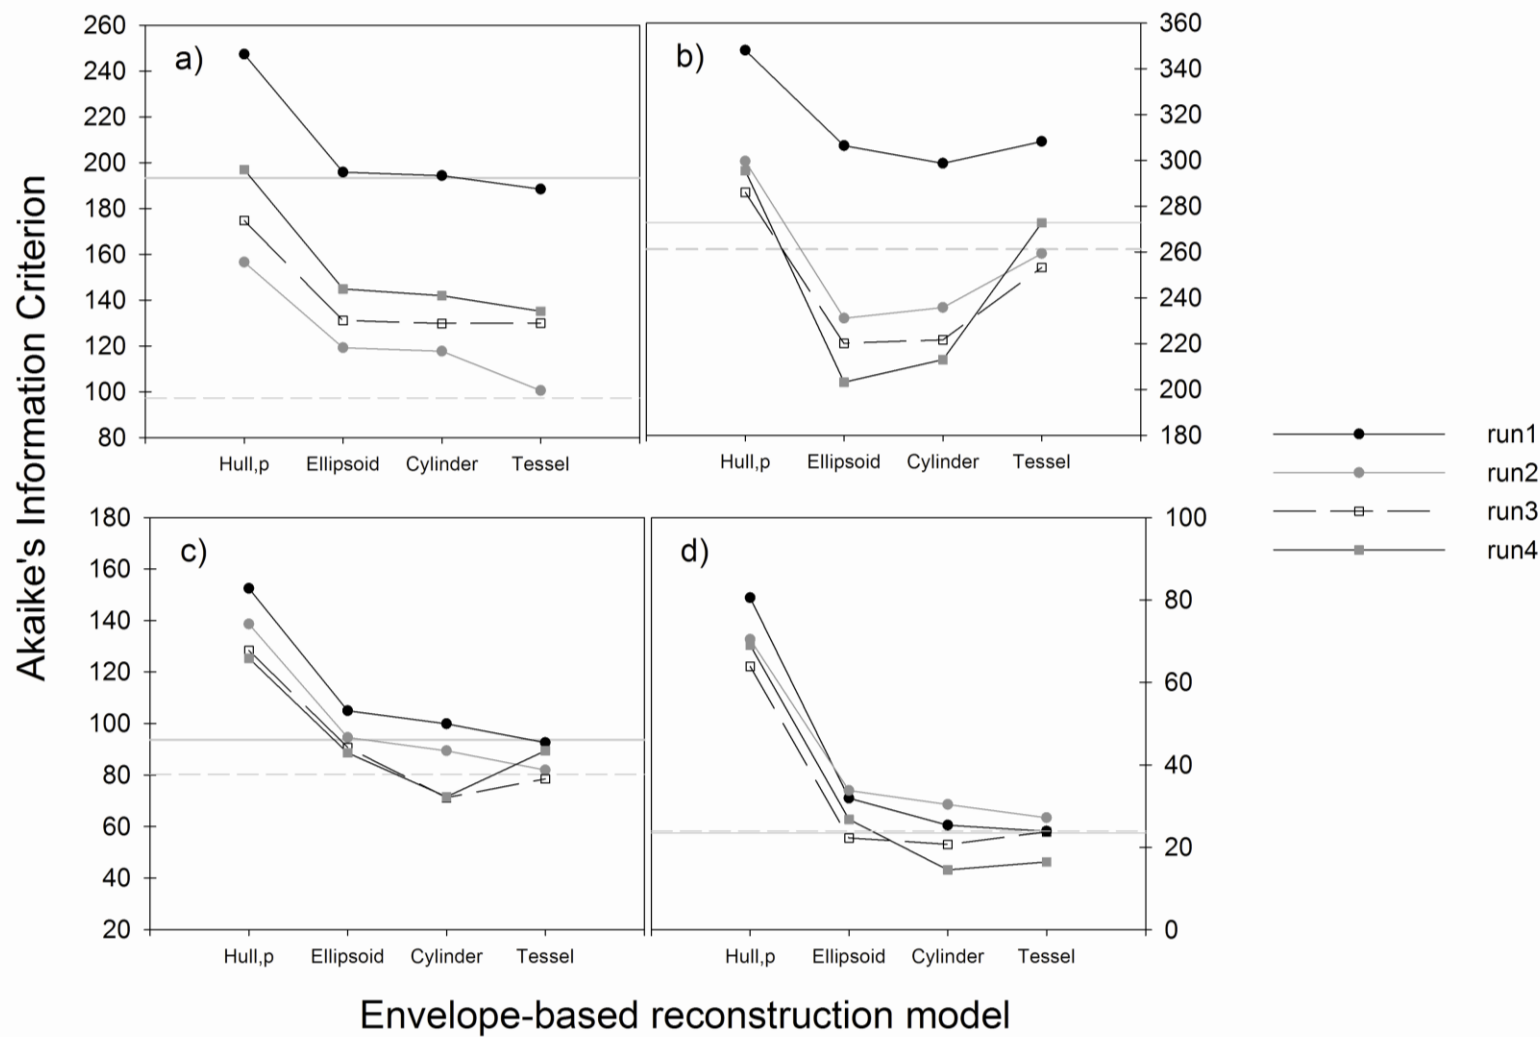 Akaike's Information Criterion
a)
260
240
220
200
180
160
140
120
100
80
Hull,p Ellipsoid Cylinder Tessel
b)
360
340
320
300
280
260
240
220
200
180
Hull,p Ellipsoid Cylinder Tessel
c)
180
160
140
120
100
80
60
40
20
Hull,p Ellipsoid Cylinder Tessel
d)
100
80
60
40
20
0
Hull,p Ellipsoid Cylinder Tessel
run1
run2
run3
run4
Envelope-based reconstruction model